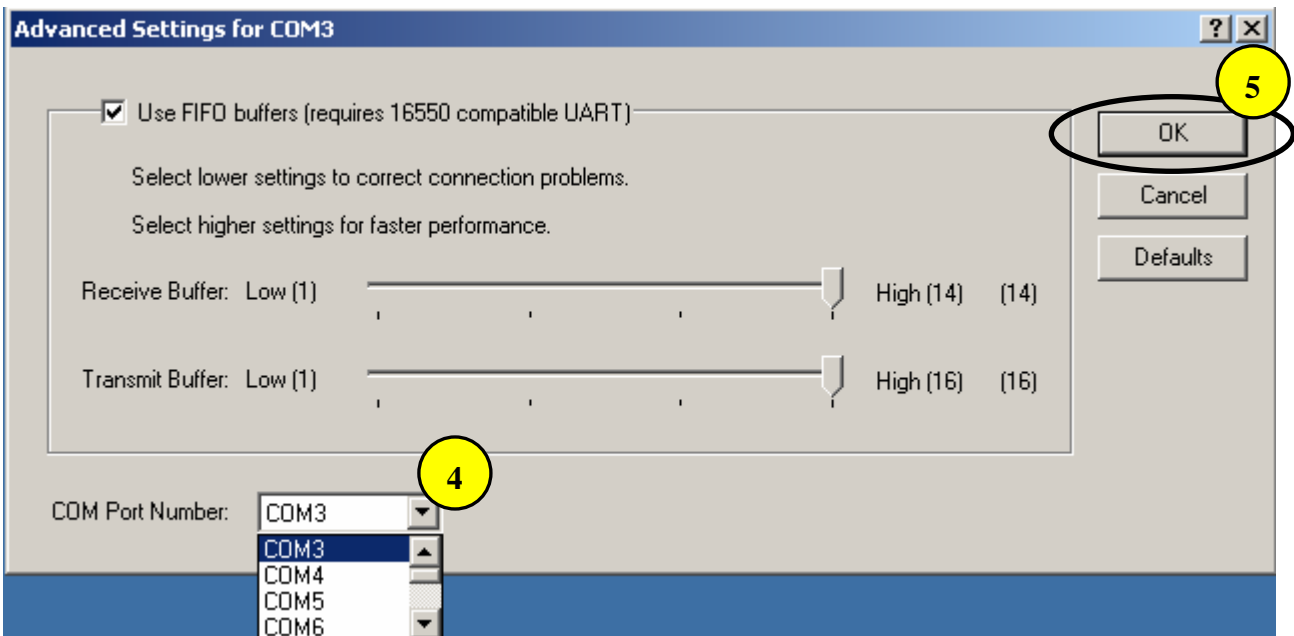 Advanced Settings for COM3
5
Use FIFO buffers (requires 16550 compatible UART)
OK
Select lower settings to correct connection problems.
Cancel
Select higher settings for faster performance.
Defaults
Receive Buffer: Low (1) High (14) (14)
Transmit Buffer: Low (1) High (16) (16)
4
COM Port Number: COM3
COM3
COM4
COM5
COM6